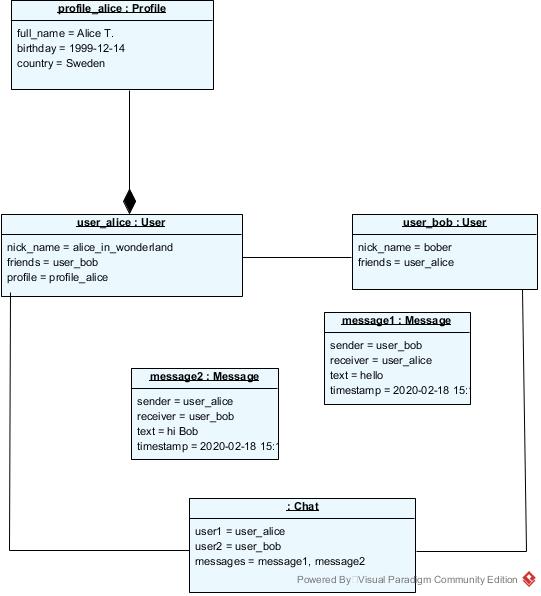 profile_alice : Profile
full_name = Alice T.
birthday = 1999-12-14
country = Sweden
user_alice : User
nick_name = alice_in_wonderland
friends = user_bob
profile = profile_alice
user_bob : User
nick_name = bober
friends = user_alice
message1 : Message
sender = user_bob
receiver = user_alice
text = hello
timestamp = 2020-02-18 15:
message2 : Message
sender = user_alice
receiver = user_bob
text = hi Bob
timestamp = 2020-02-18 15:
: Chat
user1 = user_alice
user2 = user_bob
messages = message1, message2
Powered By Visual Paradigm Community Edition